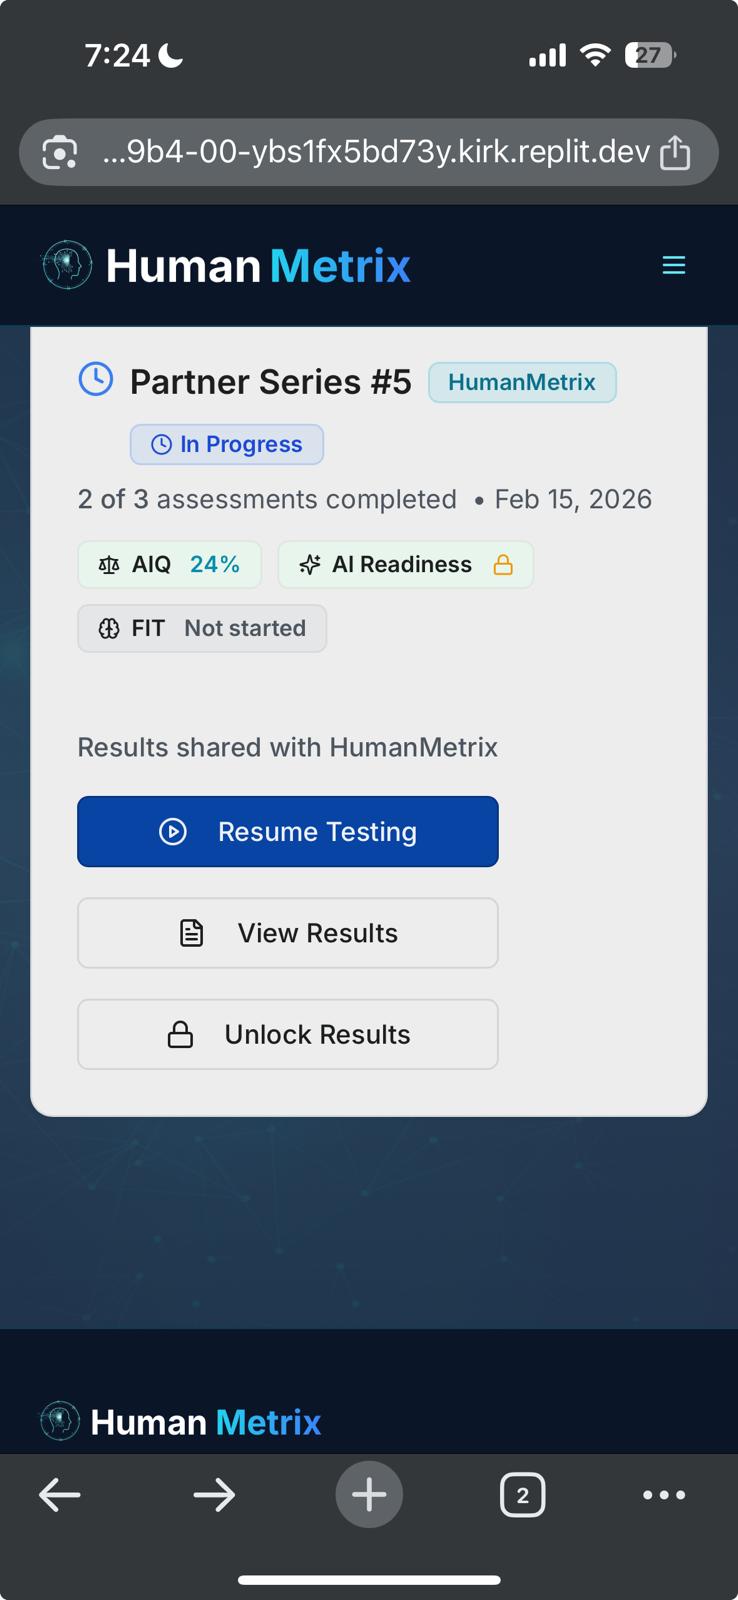 7:24
27
...9b4-00-ybs1fx5bd73y.kirk.replit.dev
Human Metrix
Partner Series #5 HumanMetrix
In Progress
2 of 3 assessments completed • Feb 15, 2026
AIQ 24% AI Readiness
FIT Not started
Results shared with HumanMetrix
Resume Testing
View Results
Unlock Results
Human Metrix
2